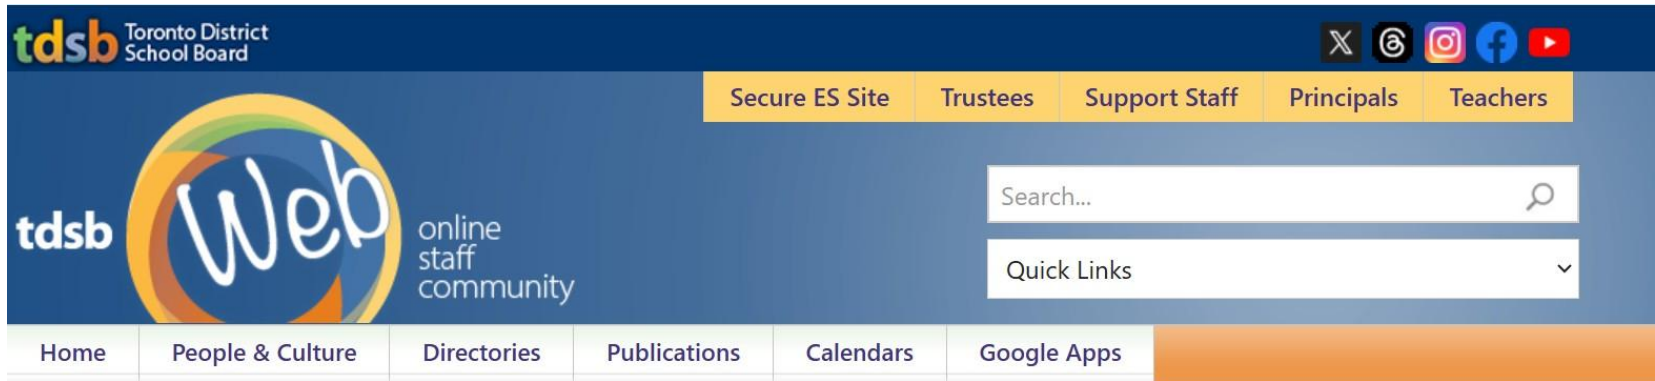 tdsb Toronto District
School Board
Secure ES Site Trustees Support Staff Principals Teachers
Search...
tdsb Web online
staff
community
Quick Links
Home People & Culture Directories Publications Calendars Google Apps